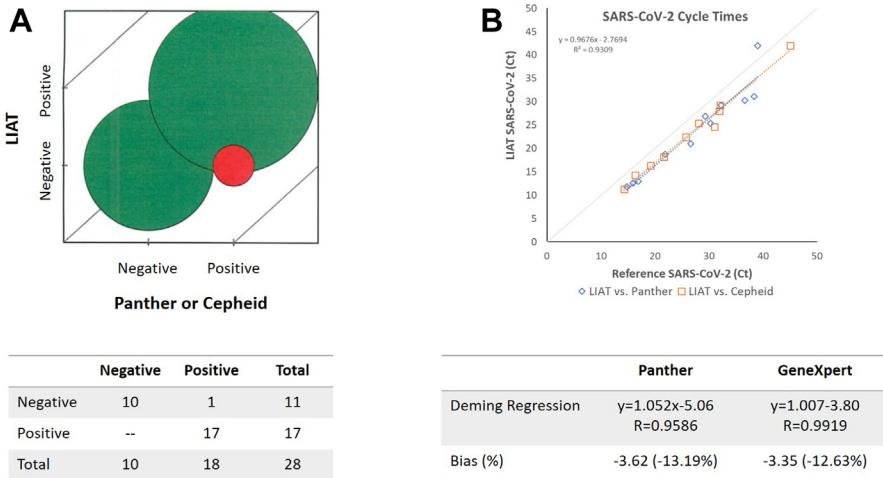 A
LIAT
Positive
Negative
Negative Positive
Panther or Cepheid
Negative Positive Total
Negative 10 1 11
Positive -- 17 17
Total 10 18 28
B
SARS-CoV-2 Cycle Times
y = 0.9676x - 2.7694
R² = 0.9309
LIAT SARS-CoV-2 (Ct)
50
45
40
35
30
25
20
15
10
5
0
0 10 20 30 40 50
Reference SARS-CoV-2 (Ct)
LIAT vs. Panther LIAT vs. Cepheid
Panther GeneXpert
Deming Regression y=1.052x-5.06 y=1.007-3.80
R=0.9586 R=0.9919
Bias (%) -3.62 (-13.19%) -3.35 (-12.63%)